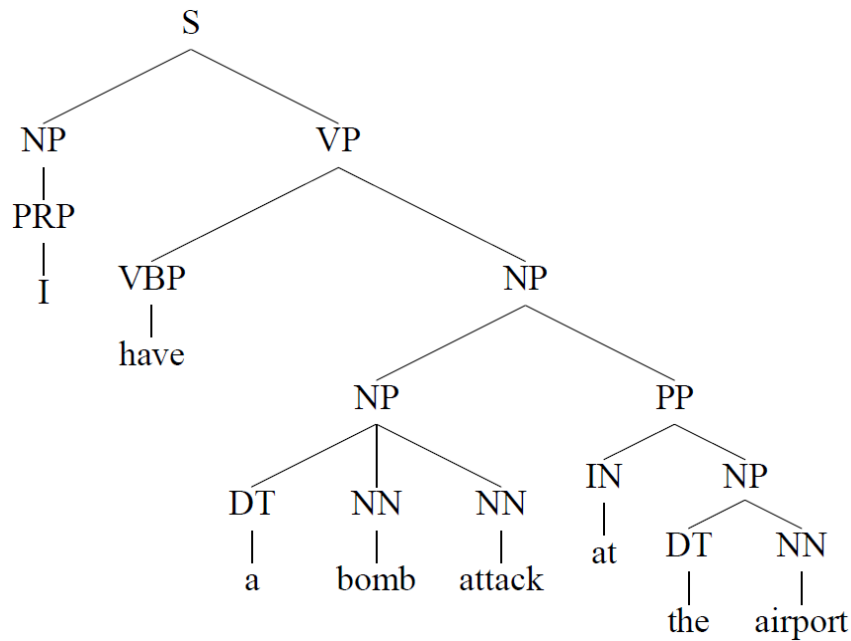 S
NP VP
PRP
I VBP NP
have
NP PP
DT NN NN IN NP
a bomb attack at DT NN
the airport